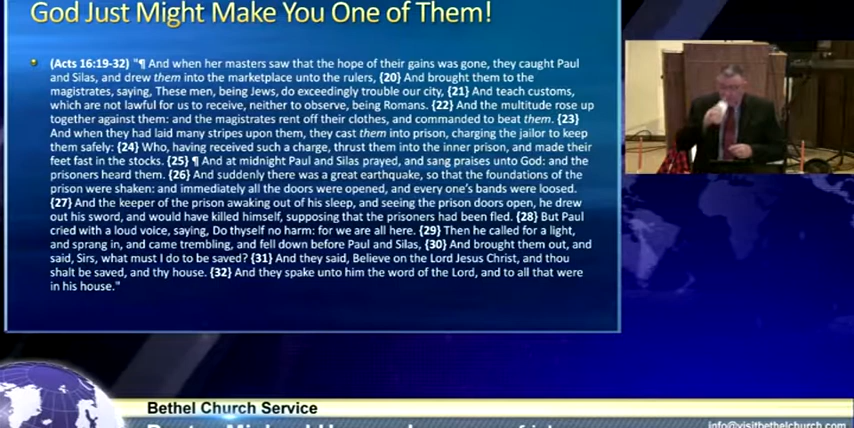 God Just Might Make You One of Them!
(Acts 16:19-32) "¶ And when her masters saw that the hope of their gains was gone, they caught Paul
and Silas, and drew them into the marketplace unto the rulers, {20} And brought them to the
magistrates, saying, These men, being Jews, do exceedingly trouble our city, {21} And teach customs,
which are not lawful for us to receive, neither to observe, being Romans. {22} And the multitude rose up
together against them: and the magistrates rent off their clothes, and commanded to beat them. {23}
And when they had laid many stripes upon them, they cast them into prison, charging the jailor to keep
them safely: {24} Who, having received such a charge, thrust them into the inner prison, and made their
feet fast in the stocks. {25} ¶ And at midnight Paul and Silas prayed, and sang praises unto God: and the
prisoners heard them. {26} And suddenly there was a great earthquake, so that the foundations of the
prison were shaken: and immediately all the doors were opened, and every one's bands were loosed.
{27} And the keeper of the prison awaking out of his sleep, and seeing the prison doors open, he drew
out his sword, and would have killed himself, supposing that the prisoners had been fled. {28} But Paul
cried with a loud voice, saying, Do thyself no harm: for we are all here. {29} Then he called for a light,
and sprang in, and came trembling, and fell down before Paul and Silas, {30} And brought them out, and
said, Sirs, what must I do to be saved? {31} And they said, Believe on the Lord Jesus Christ, and thou
shalt be saved, and thy house. {32} And they spake unto him the word of the Lord, and to all that were
in his house."
Bethel Church Service
info@visitbethelchurch.com